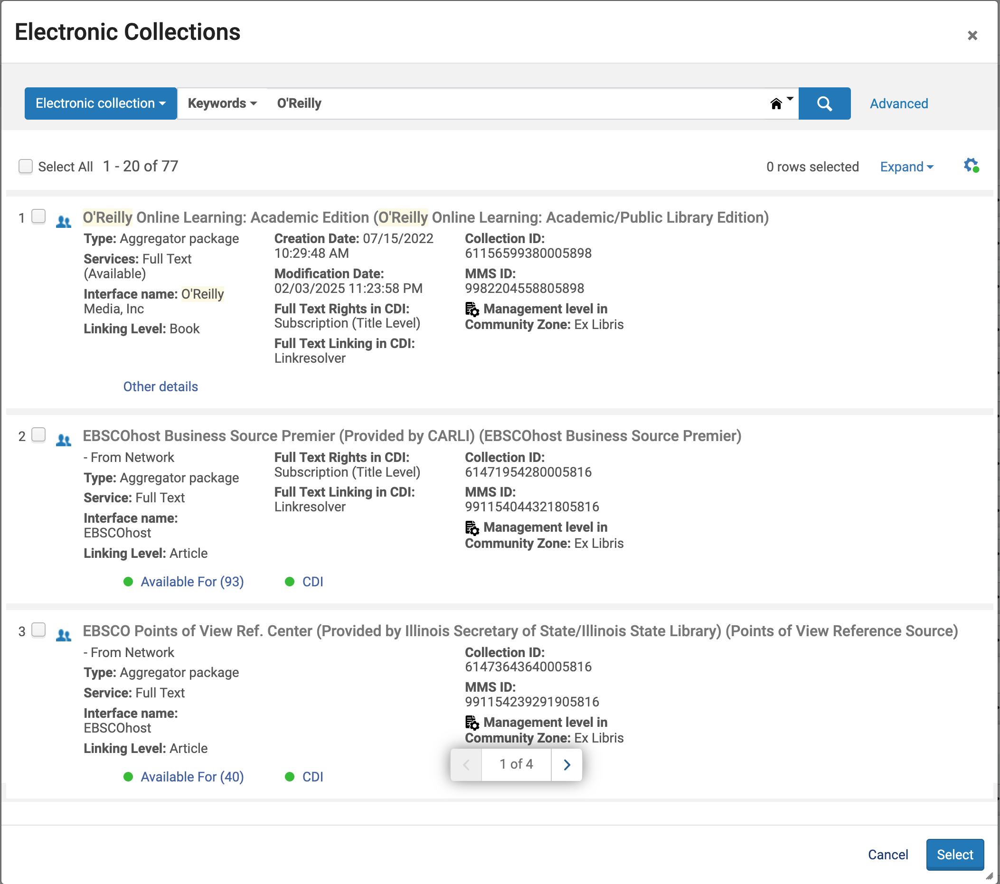 Electronic Collections
×
Electronic collection Keywords O'Reilly Advanced
Select All 1 - 20 of 77 0 rows selected Expand
1 O'Reilly Online Learning: Academic Edition (O'Reilly Online Learning: Academic/Public Library Edition)
Type: Aggregator package
Services: Full Text
(Available)
Interface name: O'Reilly
Media, Inc
Linking Level: Book
Creation Date: 07/15/2022
10:29:48 AM
Modification Date:
02/03/2025 11:23:58 PM
Full Text Rights in CDI:
Subscription (Title Level)
Full Text Linking in CDI:
Linkresolver
Collection ID:
61156599380005898
MMS ID:
9982204558805898
Management level in
Community Zone: Ex Libris
Other details
2 EBSCOhost Business Source Premier (Provided by CARLI) (EBSCOhost Business Source Premier)
- From Network
Type: Aggregator package
Service: Full Text
Interface name:
EBSCOhost
Linking Level: Article
Full Text Rights in CDI:
Subscription (Title Level)
Full Text Linking in CDI:
Linkresolver
Collection ID:
61471954280005816
MMS ID:
991154044321805816
Management level in
Community Zone: Ex Libris
Available For (93) CDI
3 EBSCO Points of View Ref. Center (Provided by Illinois Secretary of State/Illinois State Library) (Points of View Reference Source)
- From Network
Type: Aggregator package
Service: Full Text
Interface name:
EBSCOhost
Linking Level: Article
Collection ID:
61473643640005816
MMS ID:
991154239291905816
Management level in
Community Zone: Ex Libris
Available For (40) CDI
1 of 4
Cancel Select